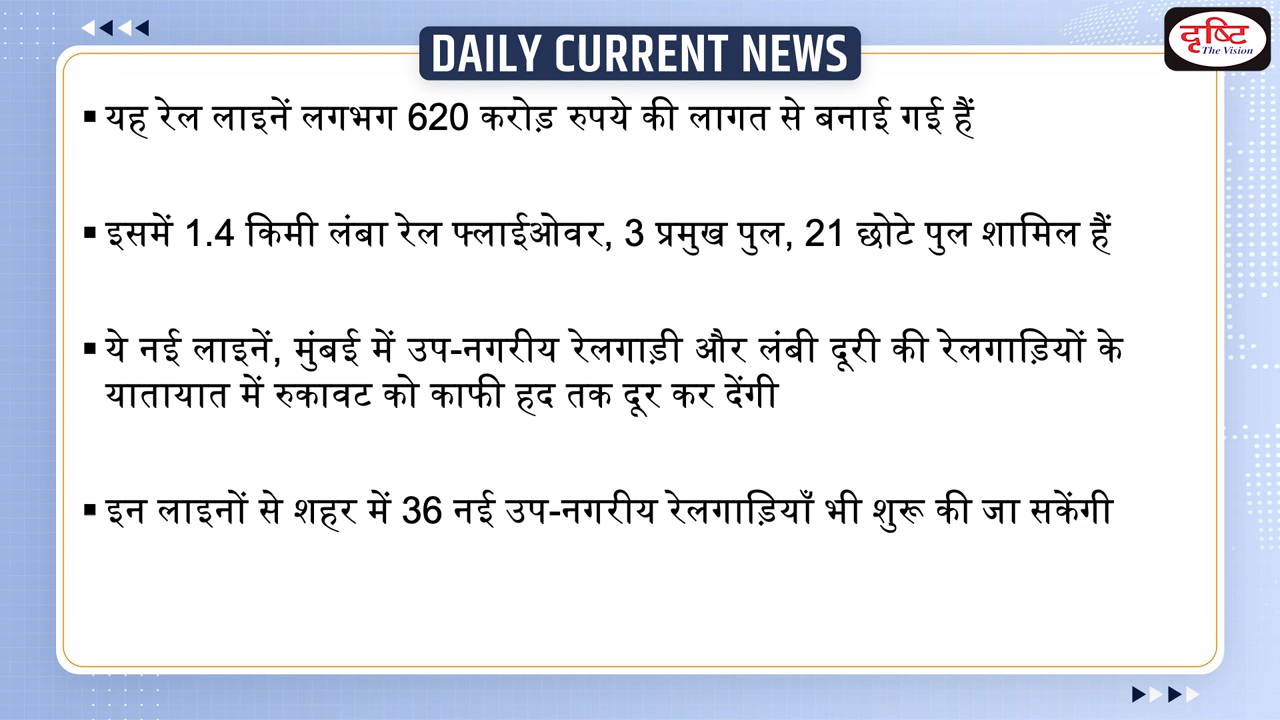 DAILY CURRENT NEWS
दृष्टि
The Vision
▪ यह रेल लाइनें लगभग 620 करोड़ रुपये की लागत से बनाई गई हैं
▪ इसमें 1.4 किमी लंबा रेल फ्लाईओवर, 3 प्रमुख पुल, 21 छोटे पुल शामिल हैं
▪ ये नई लाइनें, मुंबई में उप-नगरीय रेलगाड़ी और लंबी दूरी की रेलगाड़ियों के
यातायात में रुकावट को काफी हद तक दूर कर देंगी
▪ इन लाइनों से शहर में 36 नई उप-नगरीय रेलगाड़ियाँ भी शुरू की जा सकेंगी